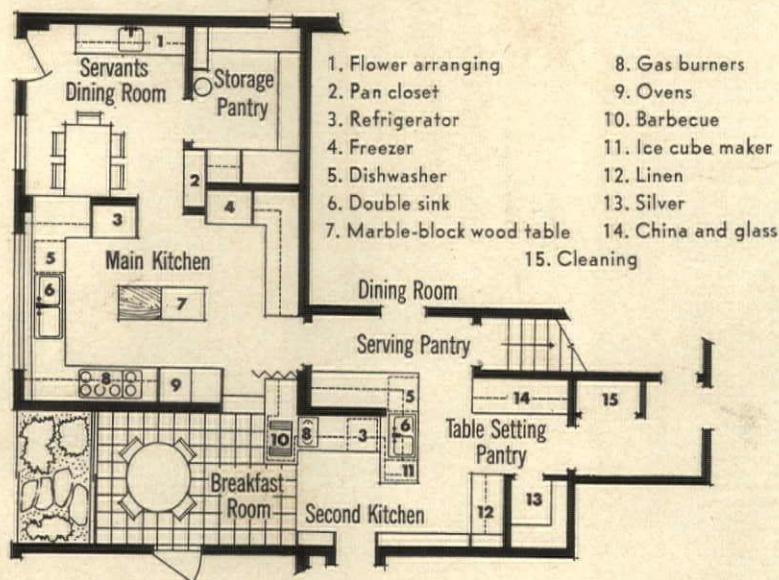 1
Servants
Dining Room
Storage
Pantry
2
3
4
5
6
Main Kitchen
7
8
9
1. Flower arranging
2. Pan closet
3. Refrigerator
4. Freezer
5. Dishwasher
6. Double sink
7. Marble-block wood table
8. Gas burners
9. Ovens
10. Barbecue
11. Ice cube maker
12. Linen
13. Silver
14. China and glass
15. Cleaning
Dining Room
Serving Pantry
5
14
15
10
8
3
6
11
Table Setting
Pantry
Breakfast
Room
Second Kitchen
12
13